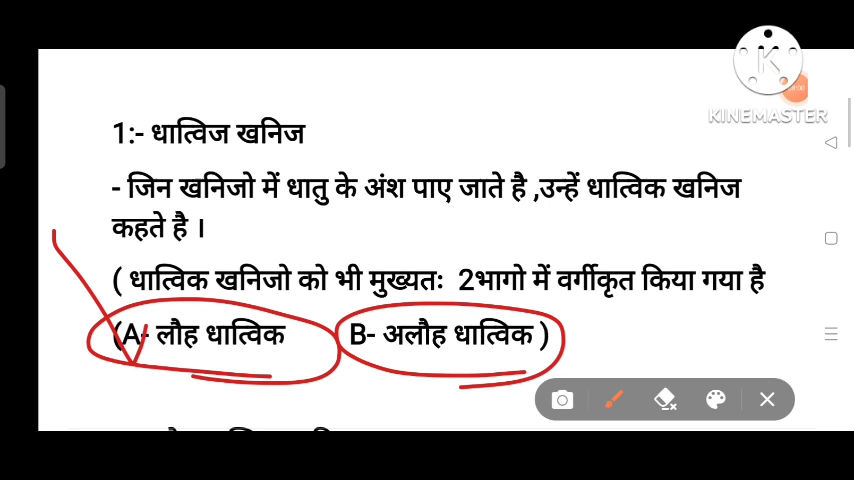 KINEMASTER
1:- धात्विज खनिज
- जिन खनिजो में धातु के अंश पाए जाते है ,उन्हें धात्विक खनिज
कहते है ।
( धात्विक खनिजो को भी मुख्यतः 2भागो में वर्गीकृत किया गया है
(A- लौह धात्विक B- अलौह धात्विक )